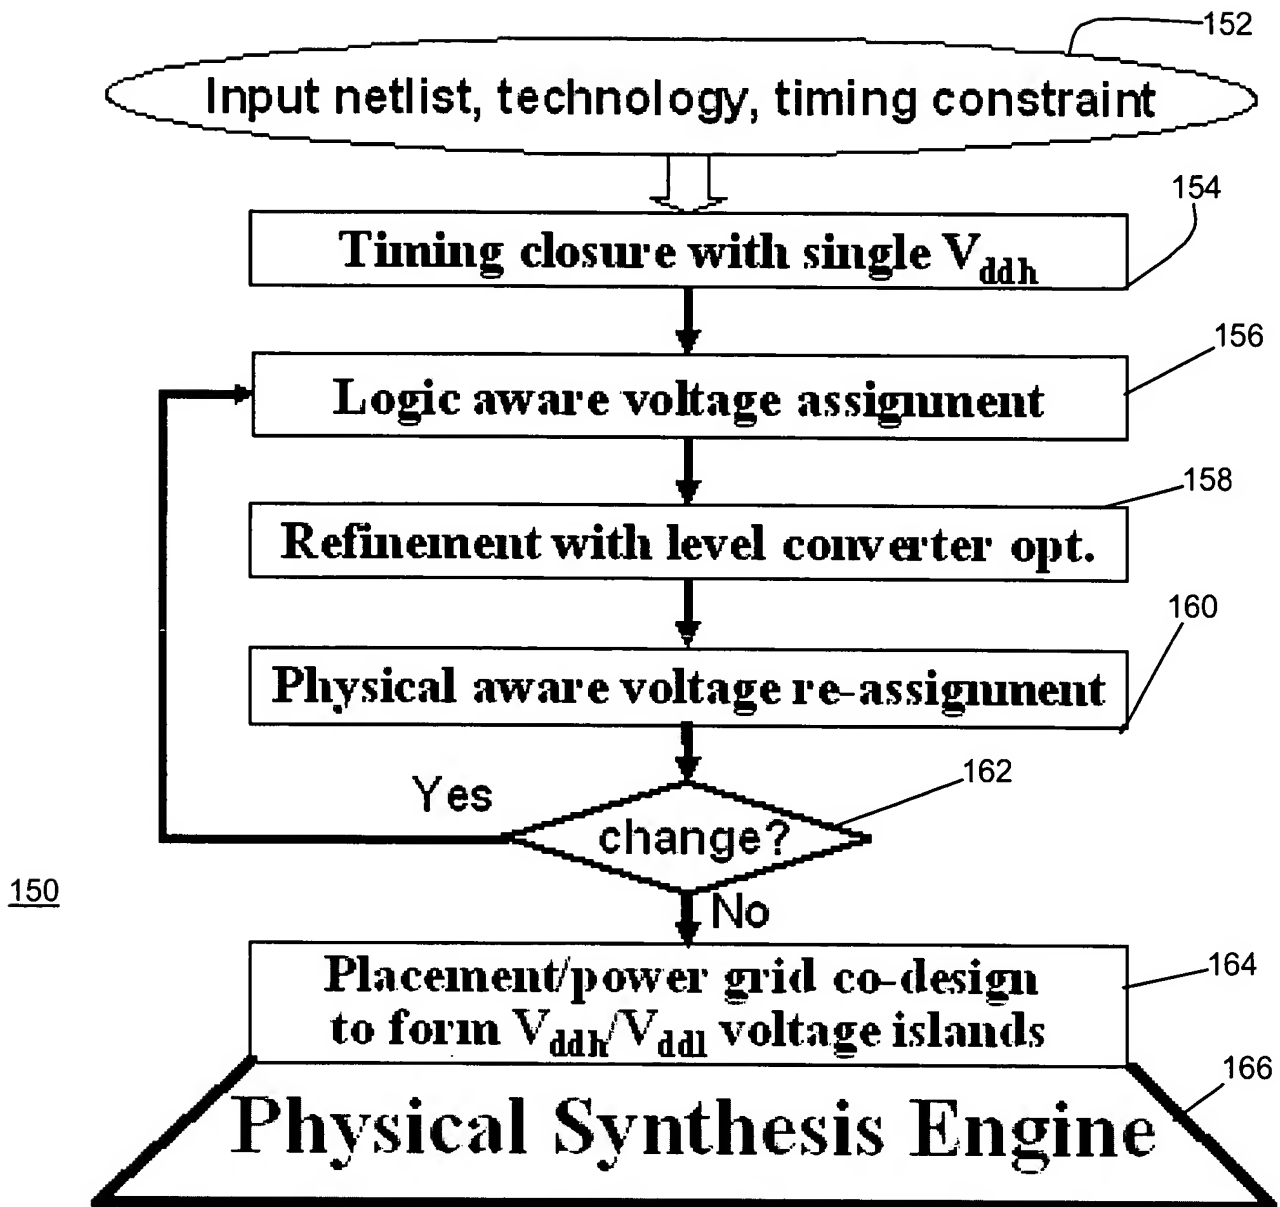 152
Input netlist, technology, timing constraint
154
Timing closure with single Vddh
156
Logic aware voltage assignment
158
Refinement with level converter opt.
160
Physical aware voltage re-assignment
162
Yes
change?
150
No
Placement/power grid co-design
to form Vddh/Vddl voltage islands
164
166
Physical Synthesis Engine